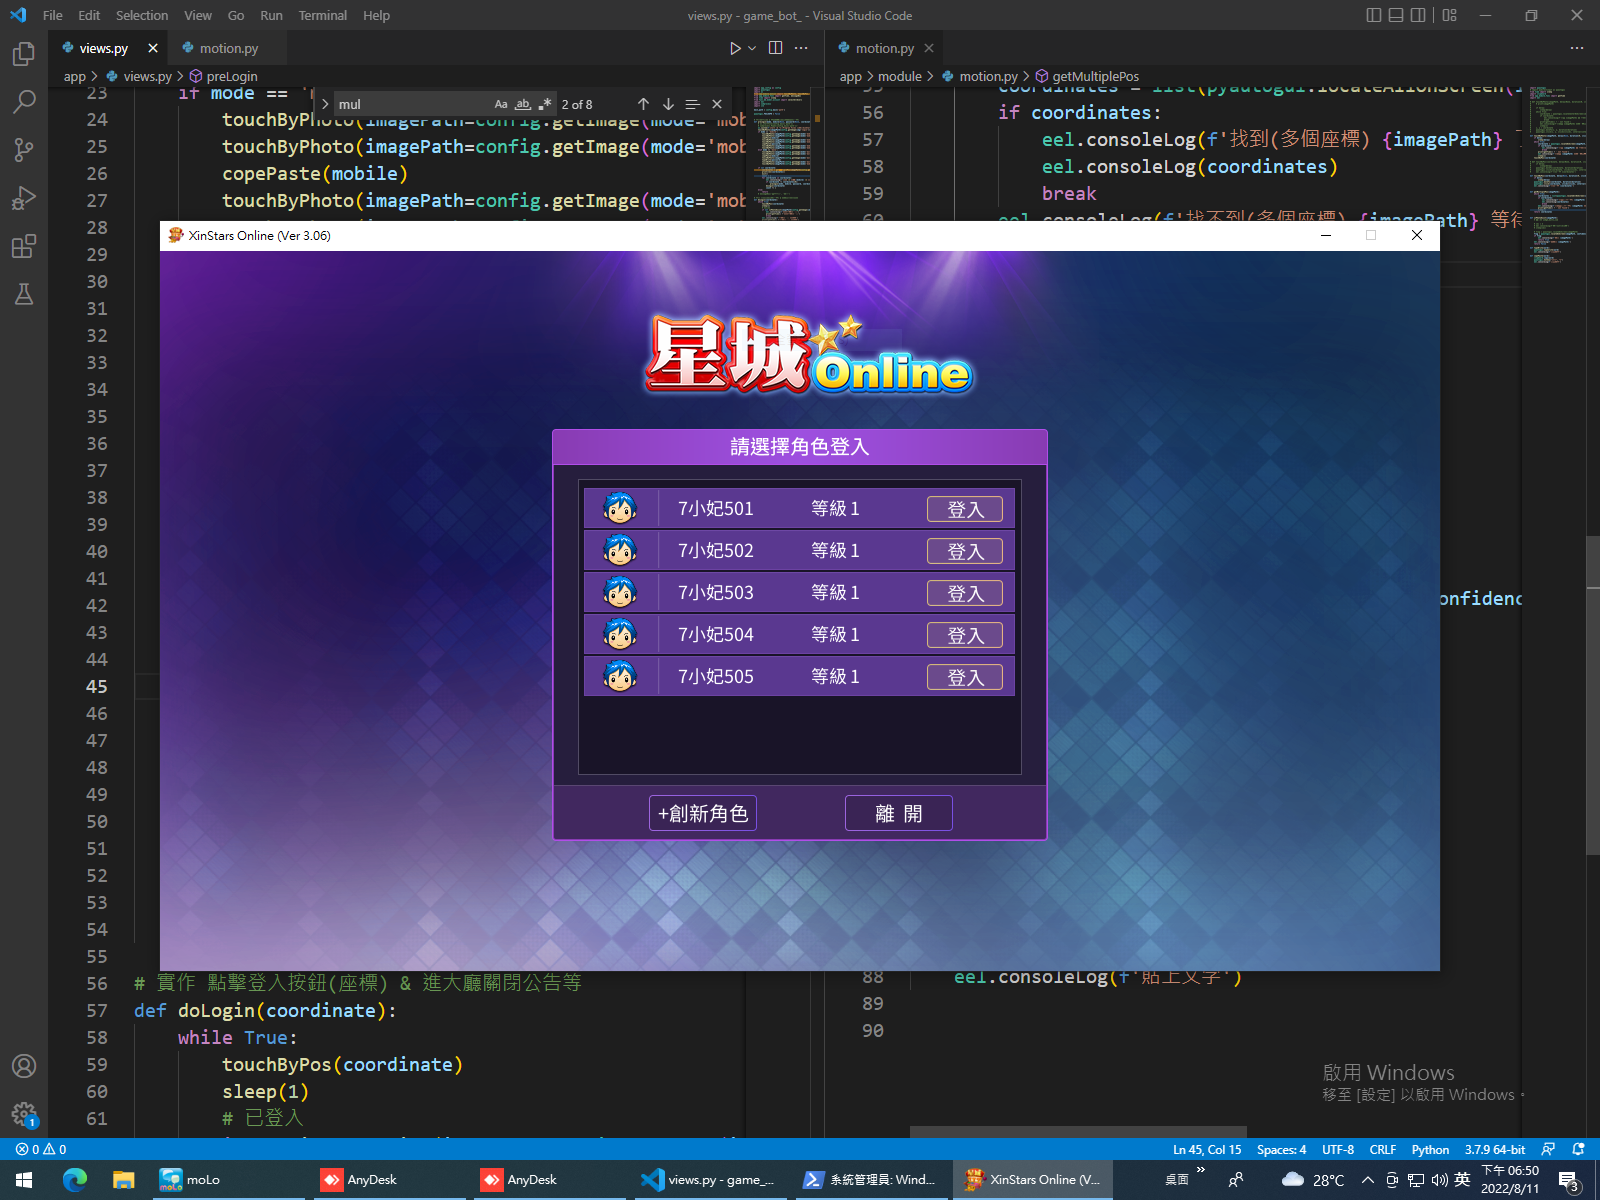 File Edit Selection View Go Run Terminal Help
views.py - game_bot_ - Visual Studio Code
views.py
motion.py
motion.py
app > views.py > preLogin
app > module > motion.py > getMultiplePos
mul
Aa ab
2 of 8
23 if mode ==
24 touchByPhoto(imagePath=config.getImage(mode='mob
25 touchByPhoto(imagePath=config.getImage(mode='mob
26 copePaste(mobile)
27 touchByPhoto(imagePath=config.getImage(mode='mob
28
29
30
31
32
33
34
35
36
37
38
39
40
41
42
43
44
45
46
47
48
49
50
51
52
53
54
55
56 # 實作 點擊登入按鈕(座標) & 進大廳關閉公告等
57 def doLogin(coordinate):
58 while True:
59 touchByPos(coordinate)
60 sleep(1)
61 # 已登入
55 coordinates = list(pyautogui.locateAllOnScreen(
56 if coordinates:
57 eel.consoleLog(f'找到(多個座標) {imagePath}
58 eel.consoleLog(coordinates)
59 break
60 eel.consoleLog(f'找不到(多個座標) {imagePath} 等待
onfidenc
88 eel.consoleLog(f'貼上文字')
89
90
XinStars Online (Ver 3.06)
星城Online
請選擇角色登入
7小妃501 等級 1 登入
7小妃502 等級 1 登入
7小妃503 等級 1 登入
7小妃504 等級 1 登入
7小妃505 等級 1 登入
+創新角色 離 開
啟用 Windows
移至 [設定] 以啟用 Windows。
0 0
Ln 45, Col 15 Spaces: 4 UTF-8 CRLF Python 3.7.9 64-bit
1
moLo
AnyDesk
AnyDesk
views.py - game_...
系統管理員: Wind...
XinStars Online (V...
桌面
28°C
英
下午 06:50
2022/8/11
3